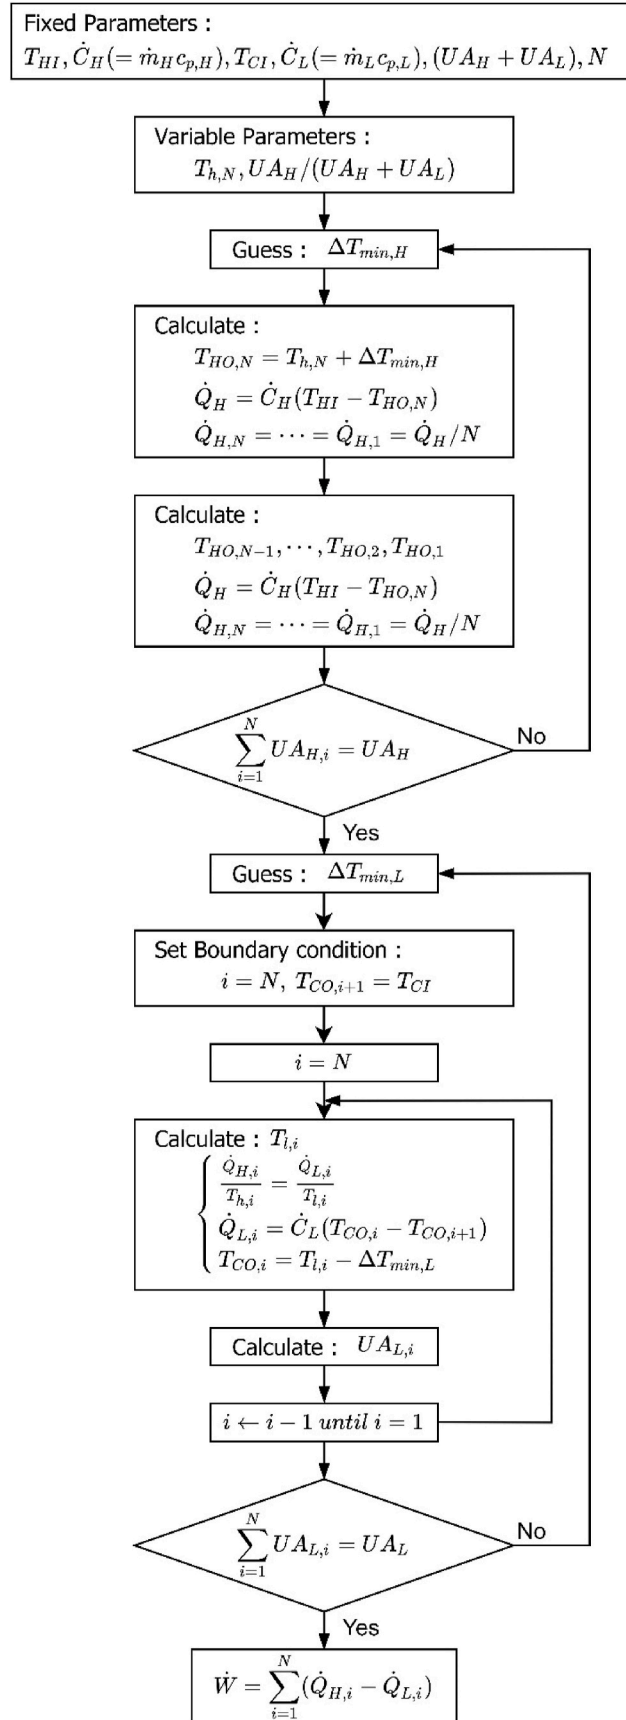 Fixed Parameters :
T_{HI}, Ċ_H(= ṁ_H c_{p,H}), T_{CI}, Ċ_L(= ṁ_L c_{p,L}), (UA_H + UA_L), N
Variable Parameters :
T_{h,N}, UA_H/(UA_H + UA_L)
Guess : ΔT_{min,H}
Calculate :
T_{HO,N} = T_{h,N} + ΔT_{min,H}
Q̇_H = Ċ_H(T_{HI} − T_{HO,N})
Q̇_{H,N} = ⋯ = Q̇_{H,1} = Q̇_H/N
Calculate :
T_{HO,N−1}, ⋯, T_{HO,2}, T_{HO,1}
Q̇_H = Ċ_H(T_{HI} − T_{HO,N})
Q̇_{H,N} = ⋯ = Q̇_{H,1} = Q̇_H/N
∑_{i=1}^{N} UA_{H,i} = UA_H
No
Yes
Guess : ΔT_{min,L}
Set Boundary condition :
i = N, T_{CO,i+1} = T_{CI}
i = N
Calculate : T_{l,i}
Q̇_{H,i}/T_{h,i} = Q̇_{L,i}/T_{l,i}
Q̇_{L,i} = Ċ_L(T_{CO,i} − T_{CO,i+1})
T_{CO,i} = T_{l,i} − ΔT_{min,L}
Calculate : UA_{L,i}
i ← i − 1 until i = 1
∑_{i=1}^{N} UA_{L,i} = UA_L
No
Yes
Ẇ = ∑_{i=1}^{N} (Q̇_{H,i} − Q̇_{L,i})